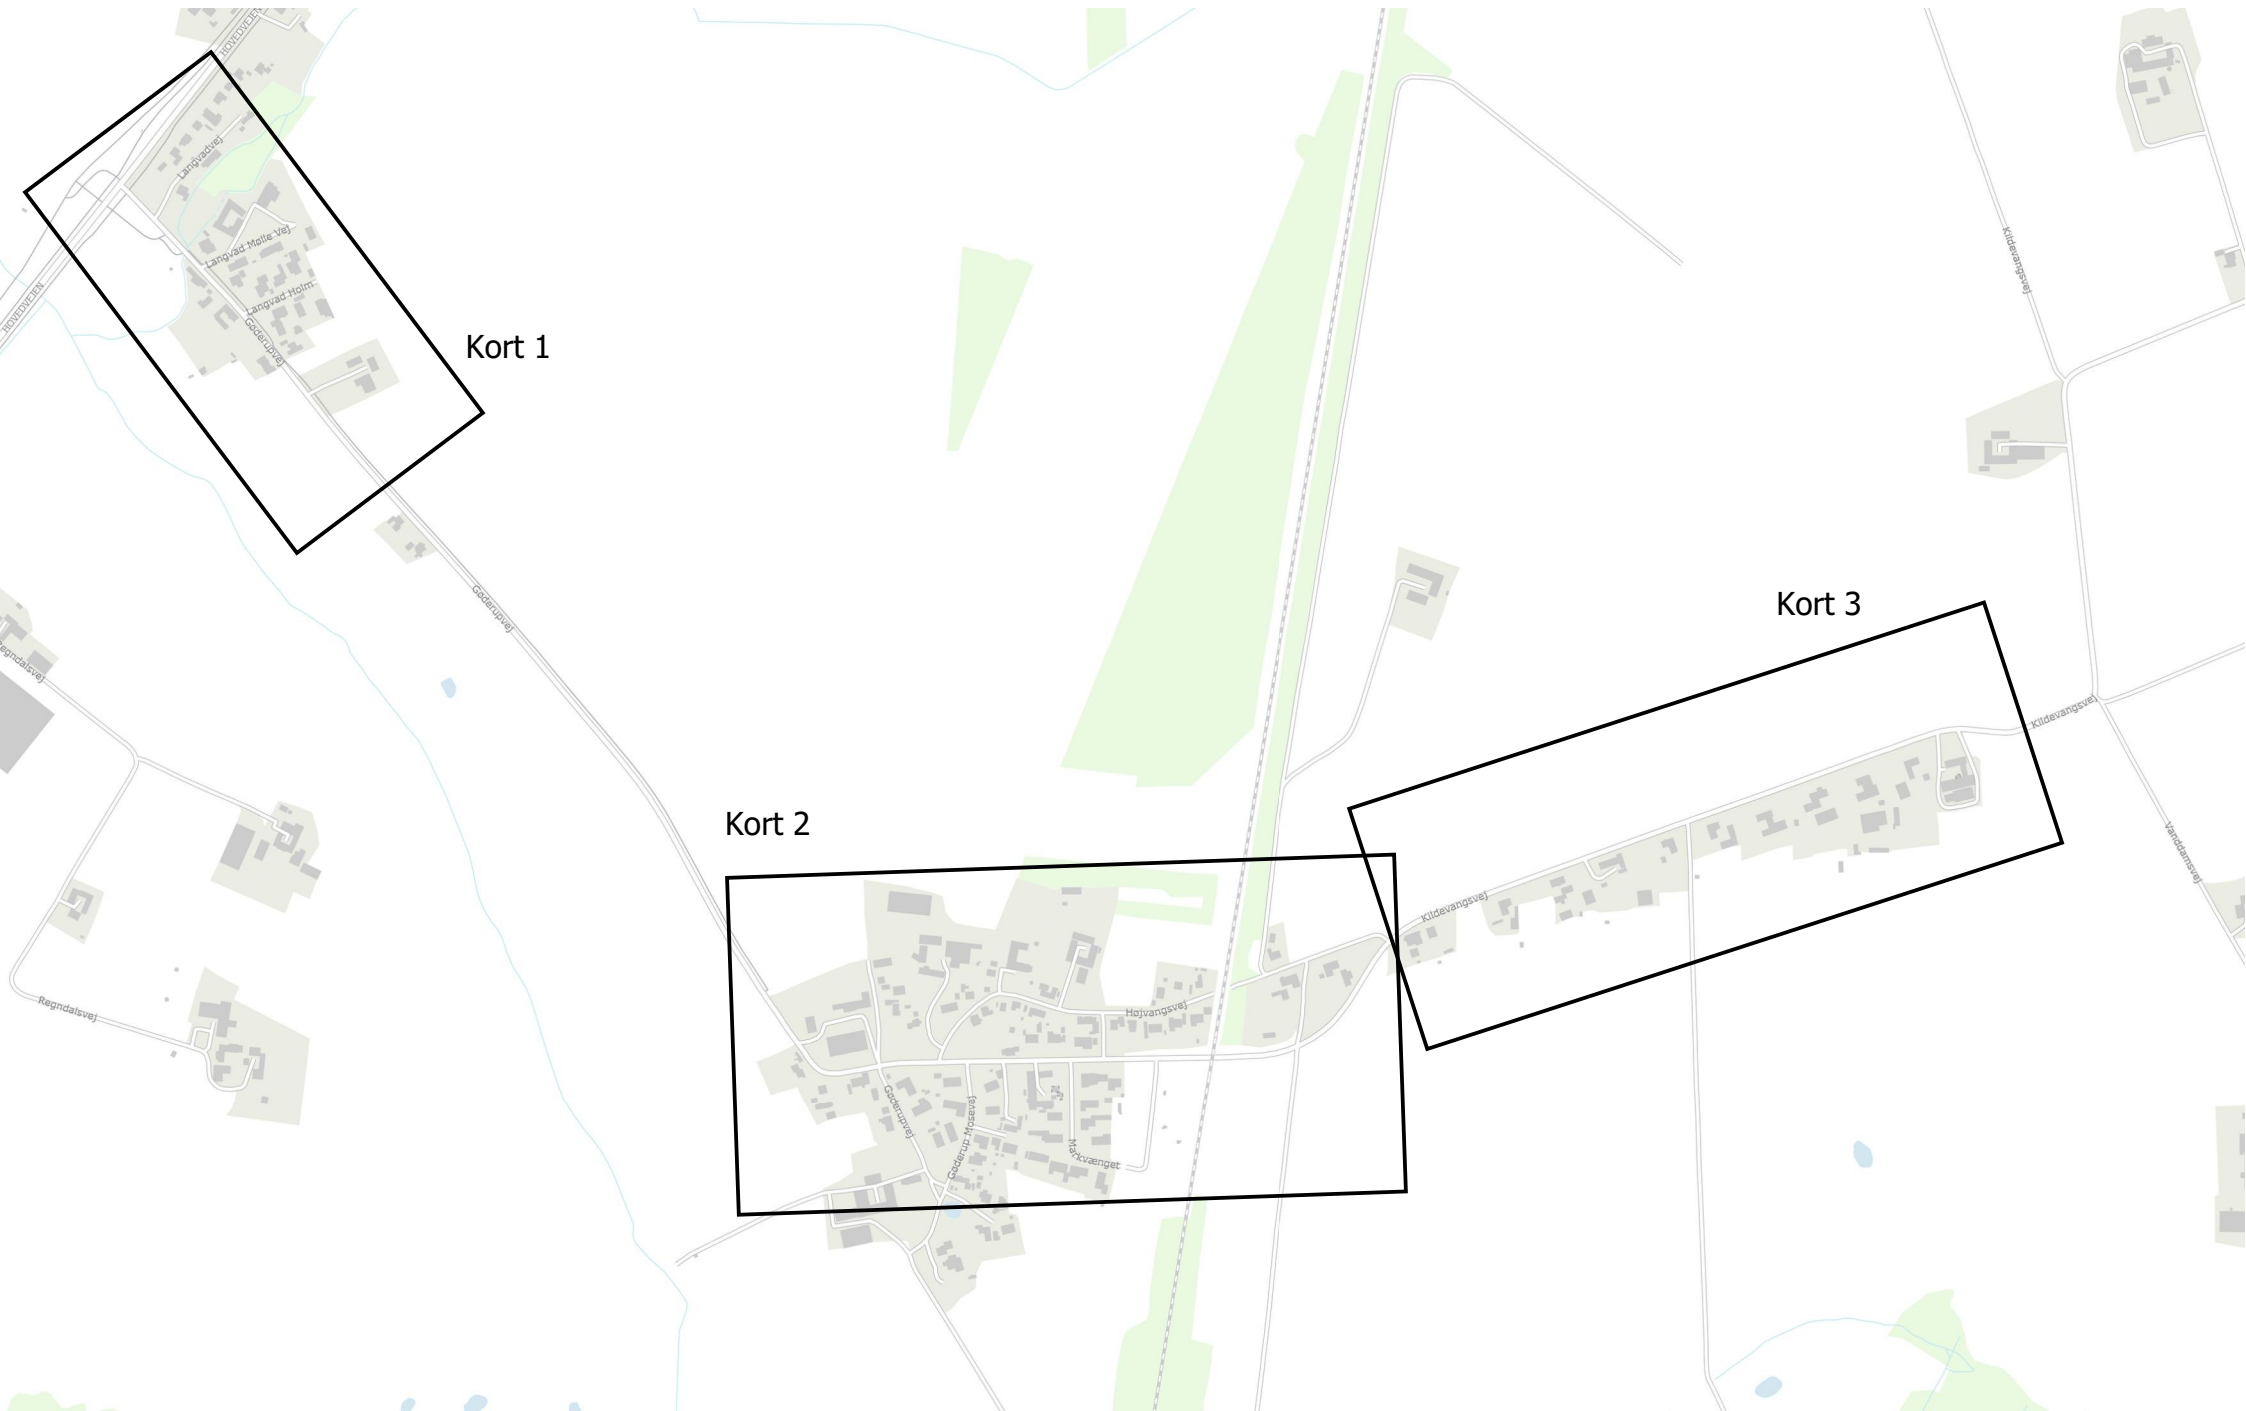 HOVEDVEJEN
Langvadvej
Langvad Mølle Vej
Langvad Holm
Gøderupvej
HOVEDVEJEN
Kort 1
Kildevangsvej
Gøderupvej
Kort 3
Regndalsvej
Kildevangsvej
Kort 2
Vanddamsvej
Kildevangsvej
Regndalsvej
Højvangsvej
Gøderupvej
Gøderup Mosevej
Markvænget